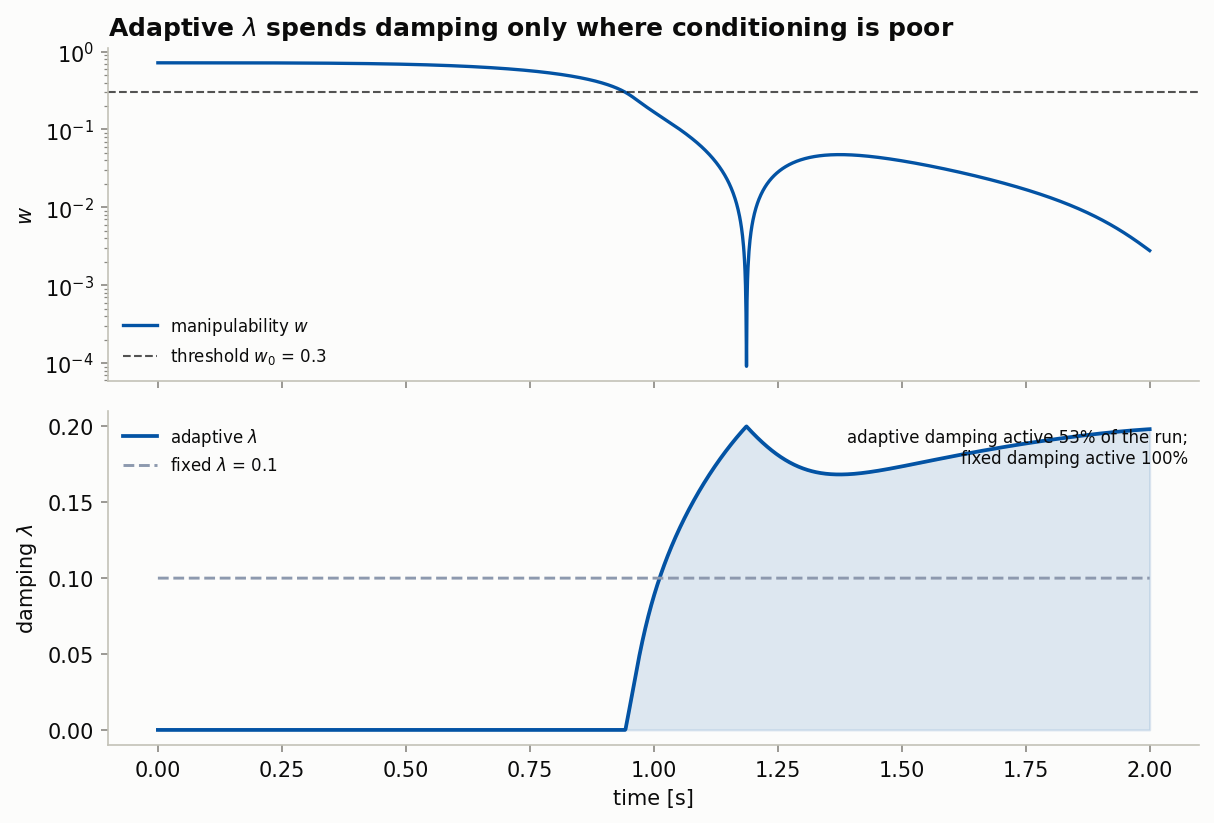 Adaptive λ spends damping only where conditioning is poor
10⁰
10⁻¹
10⁻²
10⁻³
10⁻⁴
w
manipulability w
threshold w₀ = 0.3
0.20
0.15
0.10
0.05
0.00
damping λ
adaptive λ
fixed λ = 0.1
adaptive damping active 53% of the run;
fixed damping active 100%
0.00 0.25 0.50 0.75 1.00 1.25 1.50 1.75 2.00
time [s]